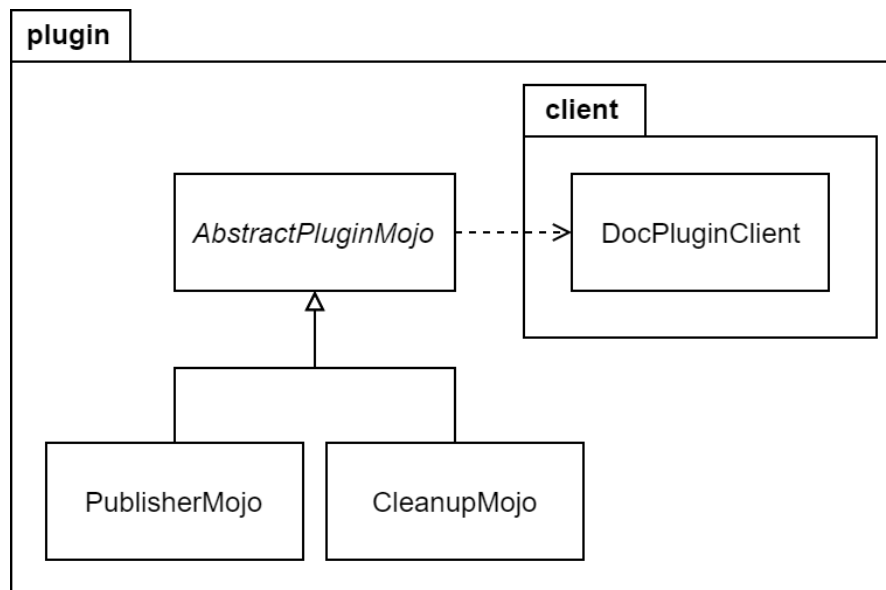 plugin
client
AbstractPluginMojo
DocPluginClient
PublisherMojo
CleanupMojo